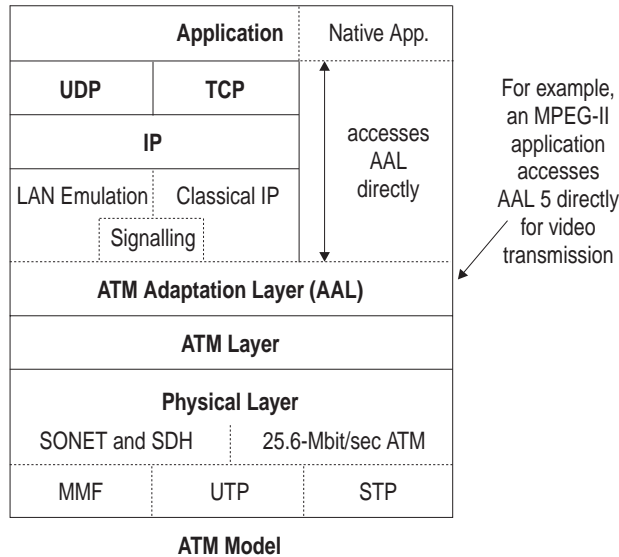 Application Native App.
UDP TCP
IP
accesses
AAL
directly
LAN Emulation Classical IP
Signalling
For example,
an MPEG-II
application
accesses
AAL 5 directly
for video
transmission
ATM Adaptation Layer (AAL)
ATM Layer
Physical Layer
SONET and SDH 25.6-Mbit/sec ATM
MMF UTP STP
ATM Model